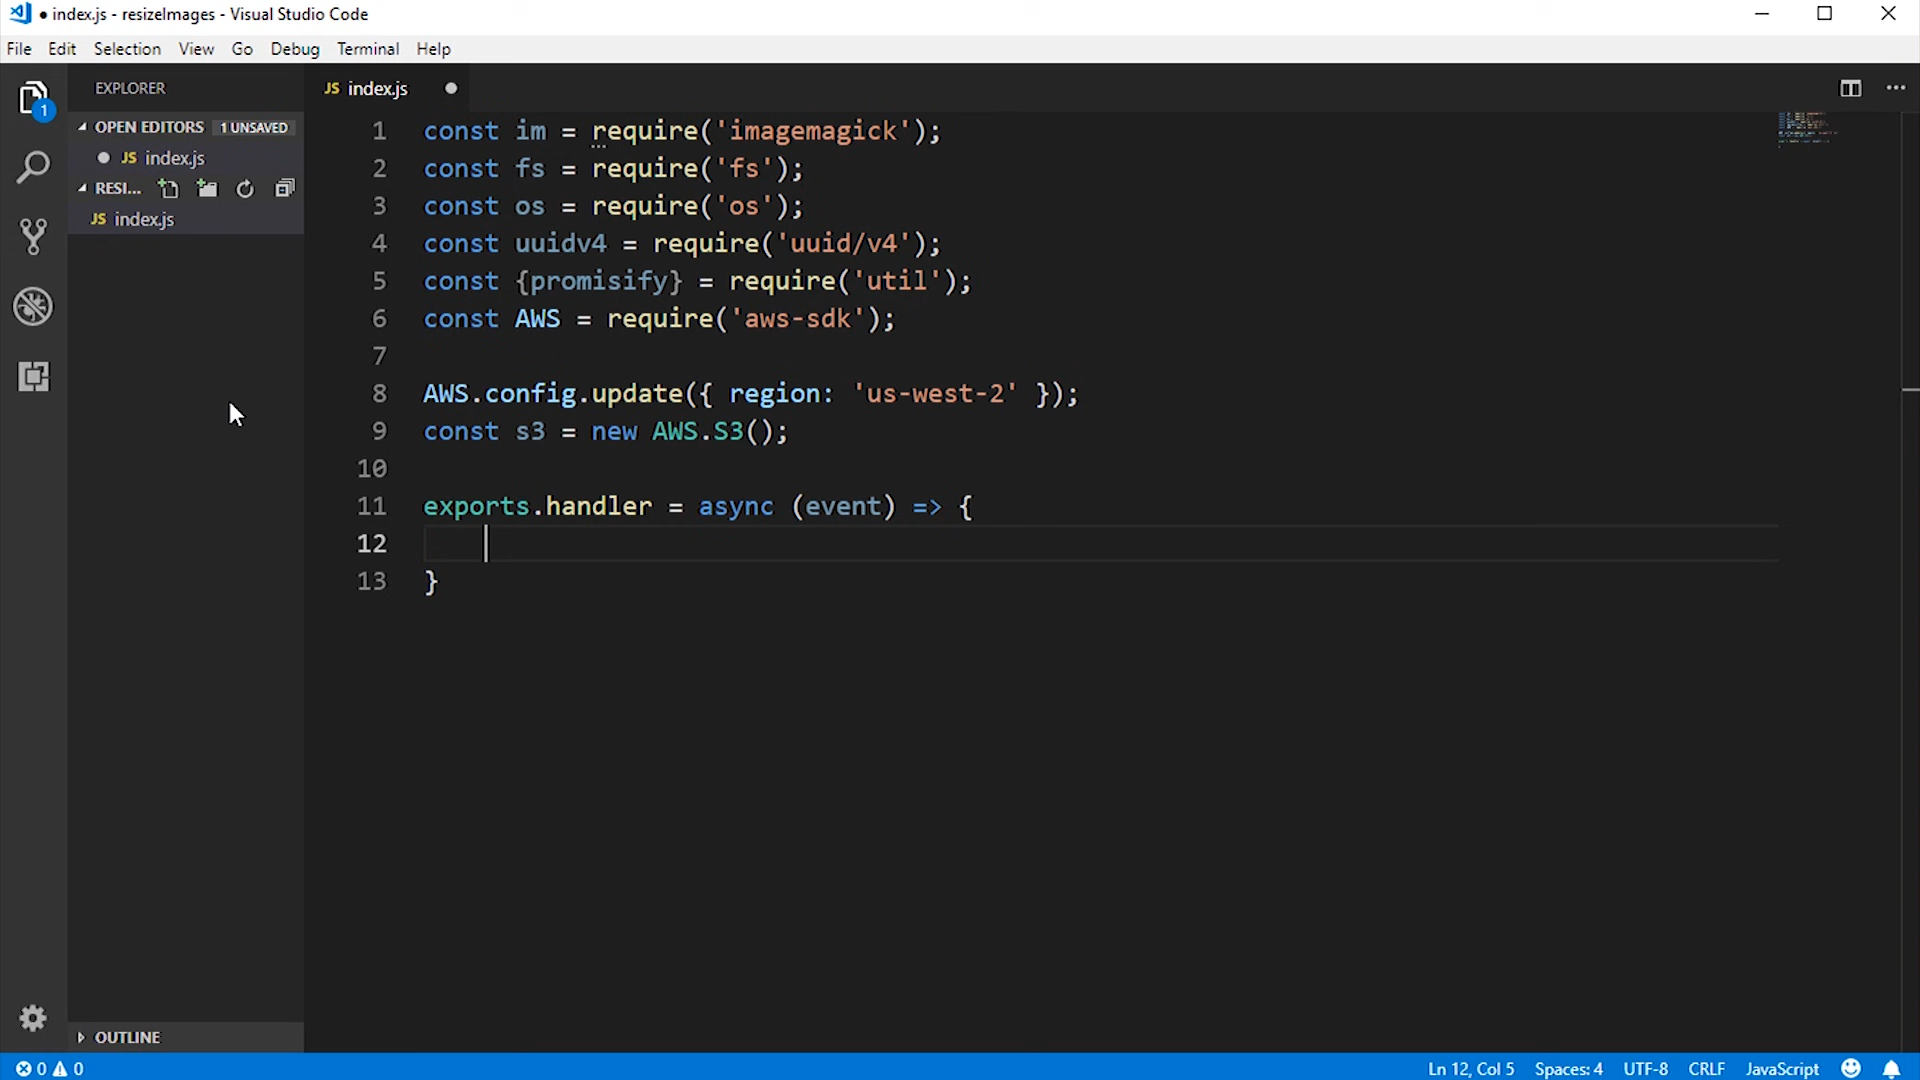 ● index.js - resizeImages - Visual Studio Code
File Edit Selection View Go Debug Terminal Help
EXPLORER
OPEN EDITORS 1 UNSAVED
JS index.js
RESI...
JS index.js
OUTLINE
1
JS index.js
1 const im = require('imagemagick');
2 const fs = require('fs');
3 const os = require('os');
4 const uuidv4 = require('uuid/v4');
5 const {promisify} = require('util');
6 const AWS = require('aws-sdk');
7
8 AWS.config.update({ region: 'us-west-2' });
9 const s3 = new AWS.S3();
10
11 exports.handler = async (event) => {
12
13 }
0 0 Ln 12, Col 5 Spaces: 4 UTF-8 CRLF JavaScript